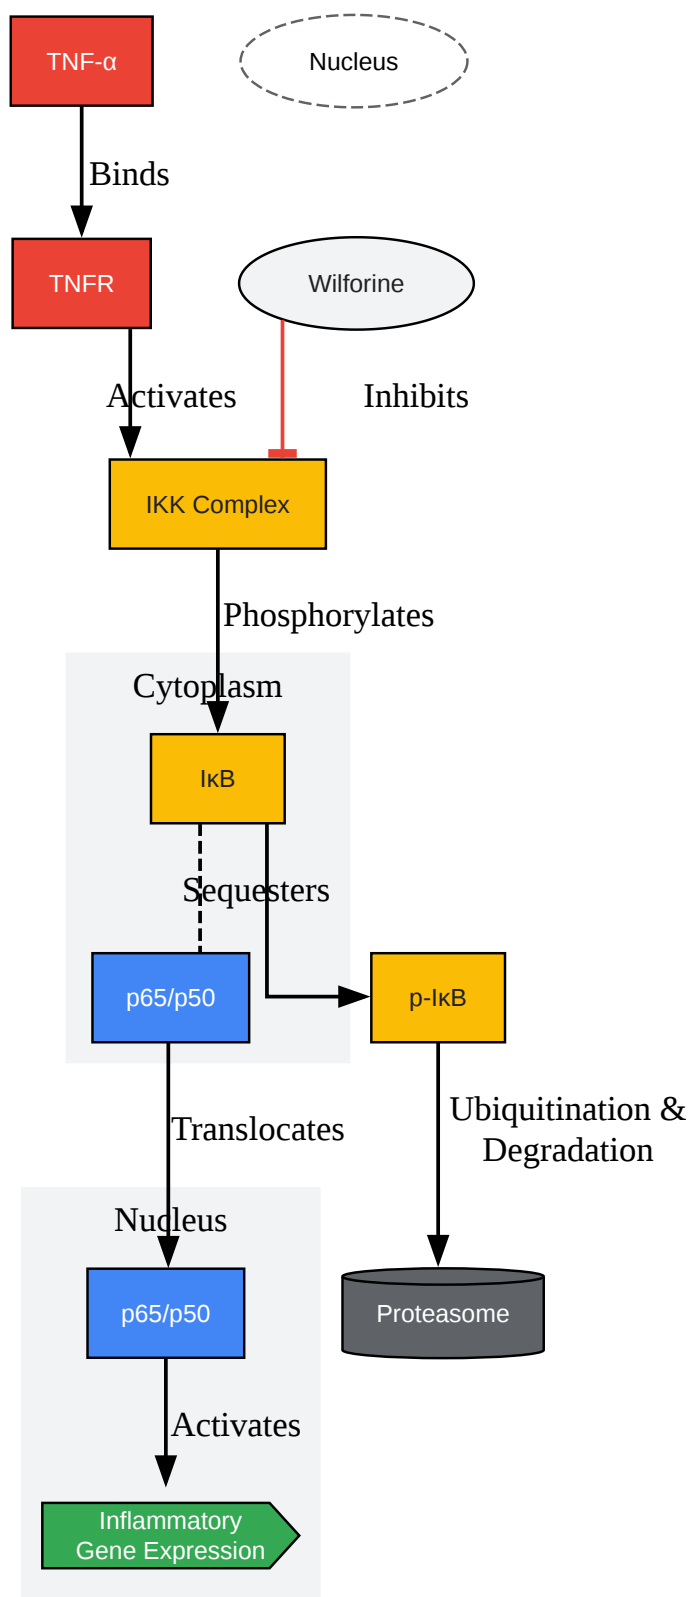 TNF-α
Nucleus
Binds
TNFR
Wilforine
Activates
Inhibits
IKK Complex
Phosphorylates
Cytoplasm
IκB
Sequesters
p65/p50
p-IκB
Ubiquitination &
Degradation
Translocates
Nucleus
p65/p50
Proteasome
Activates
Inflammatory
Gene Expression